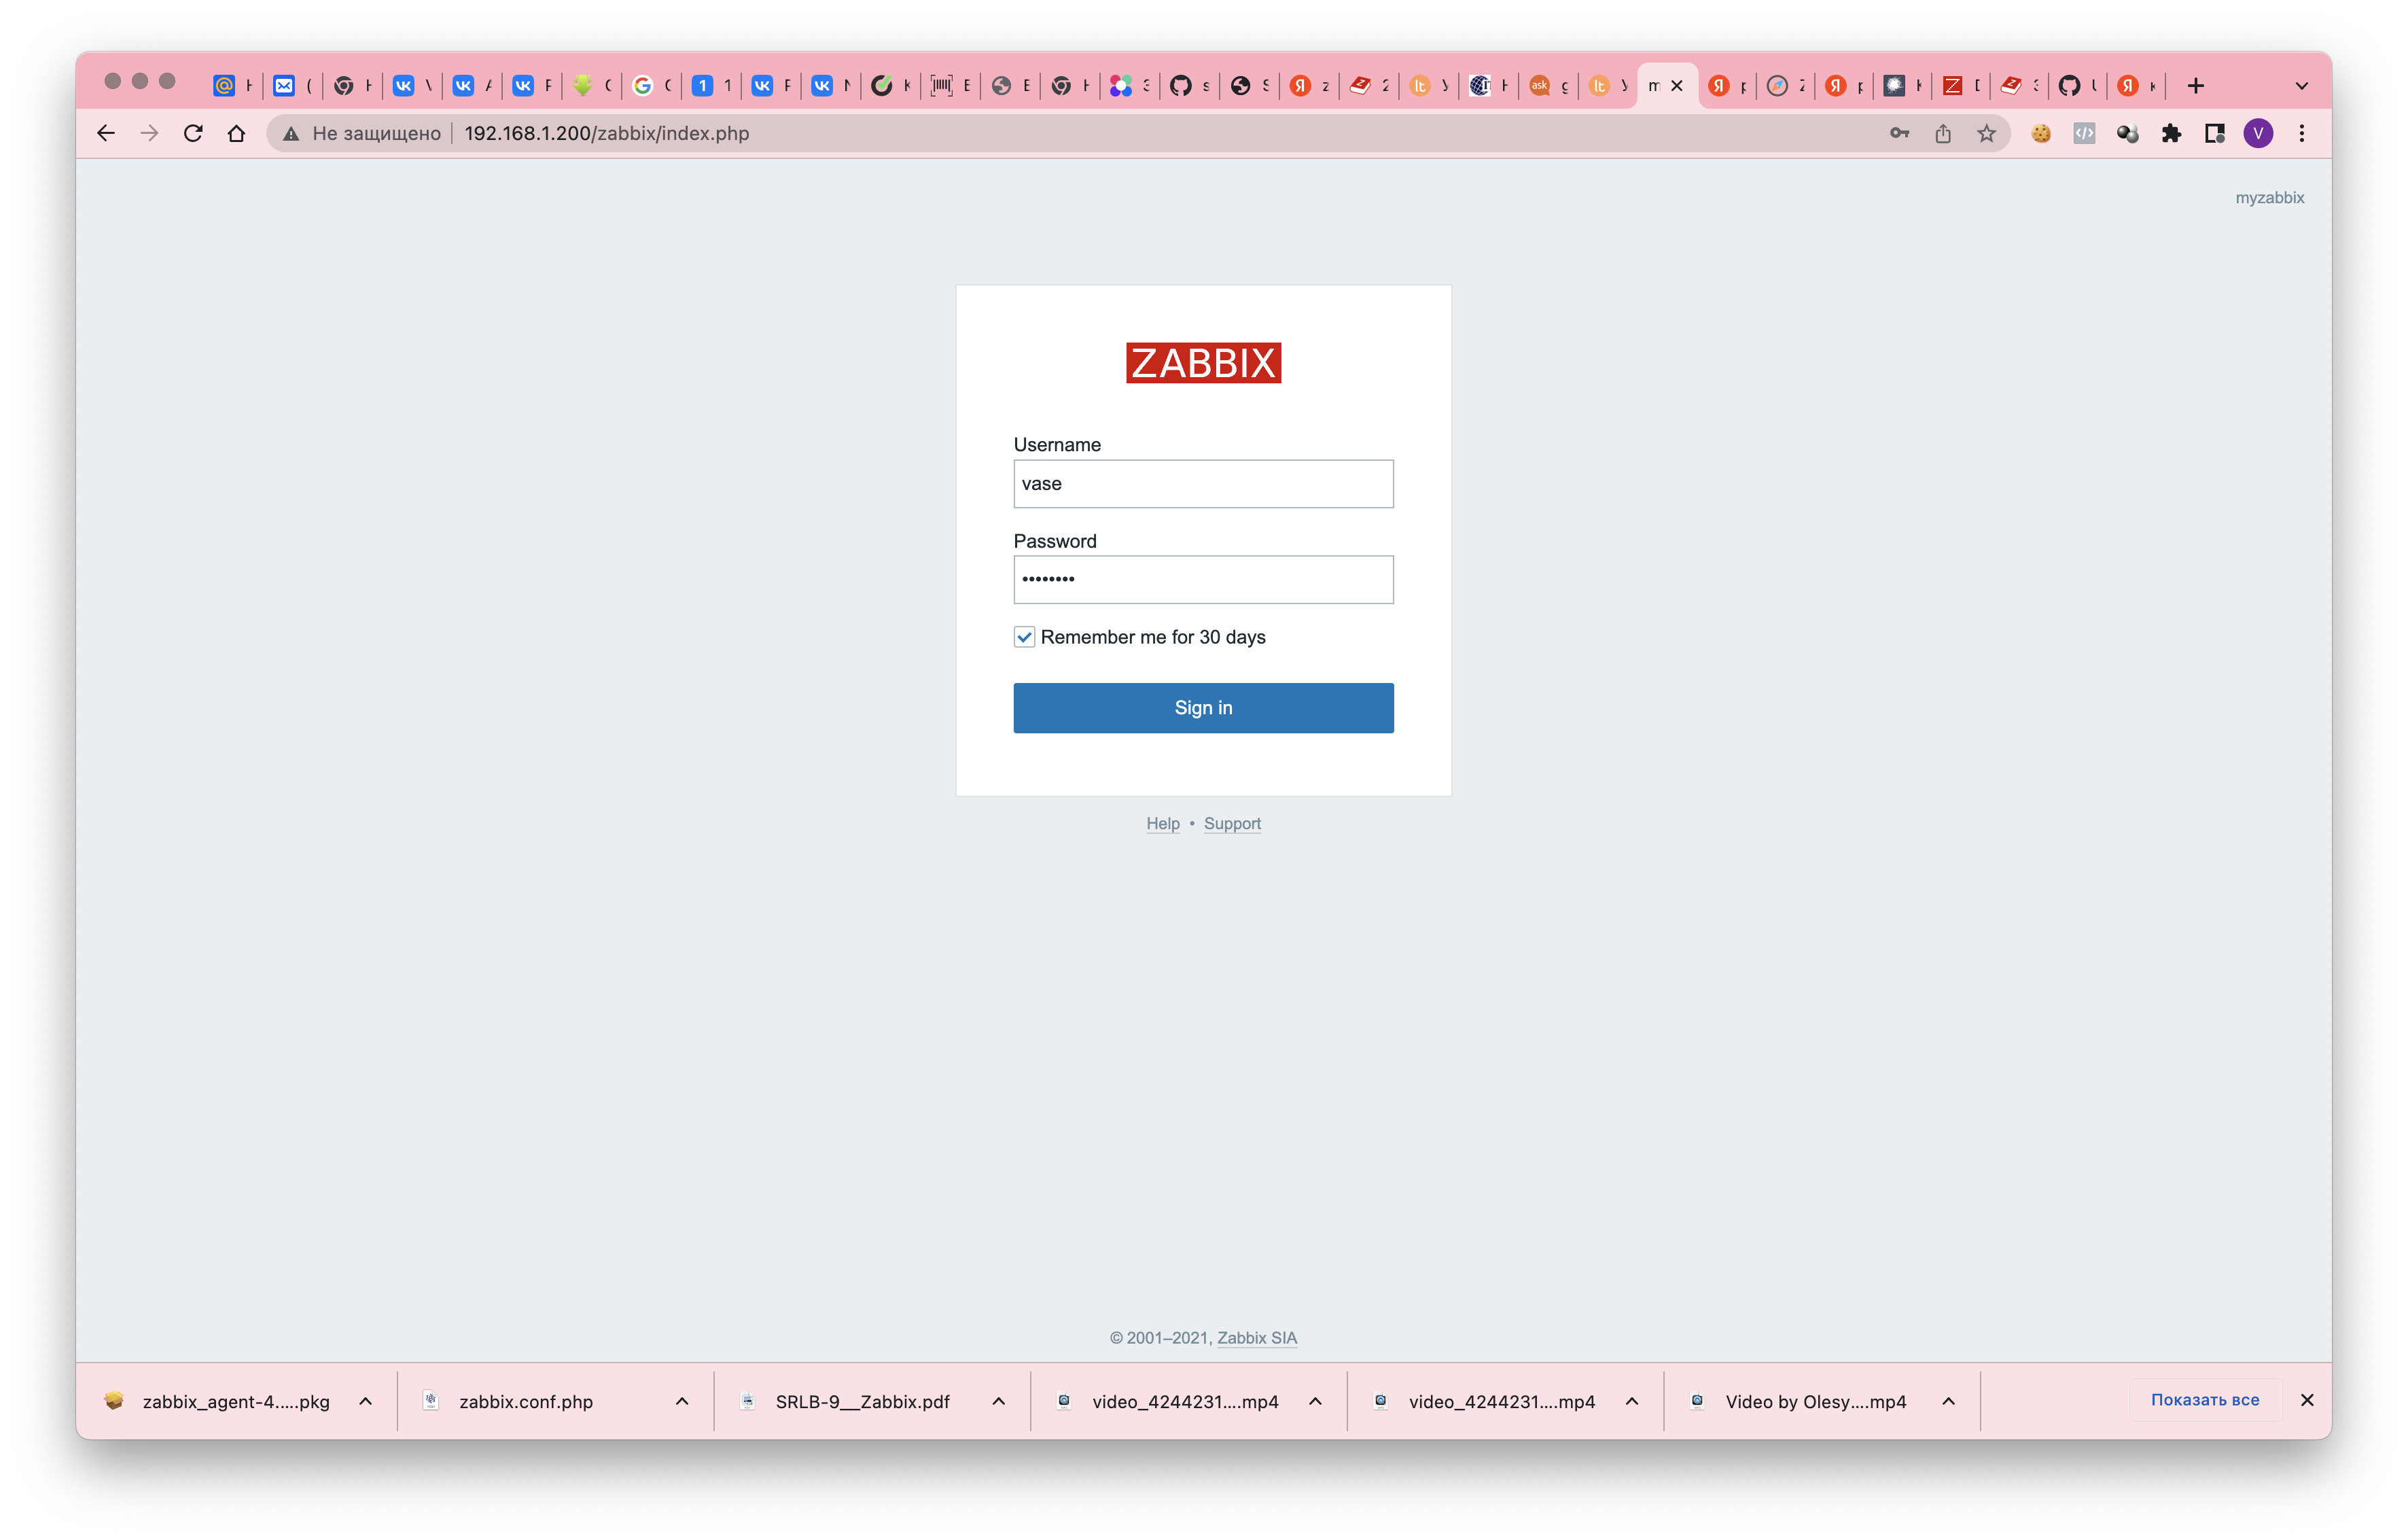 Не защищено 192.168.1.200/zabbix/index.php
myzabbix
ZABBIX
Username
vase
Password
••••••••
Remember me for 30 days
Sign in
Help • Support
© 2001–2021, Zabbix SIA
zabbix_agent-4.....pkg
zabbix.conf.php
SRLB-9__Zabbix.pdf
video_4244231....mp4
video_4244231....mp4
Video by Olesy....mp4
Показать все